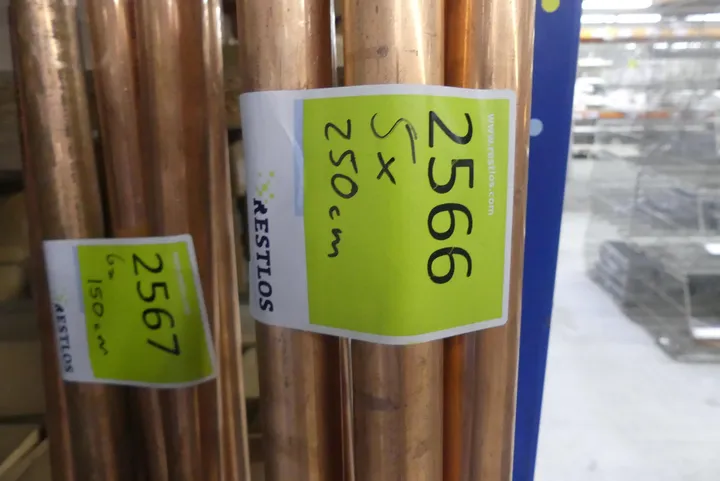 www.restlos.com
2566
5x
250cm
RESTLOS
2567
6x
150cm
RESTLOS